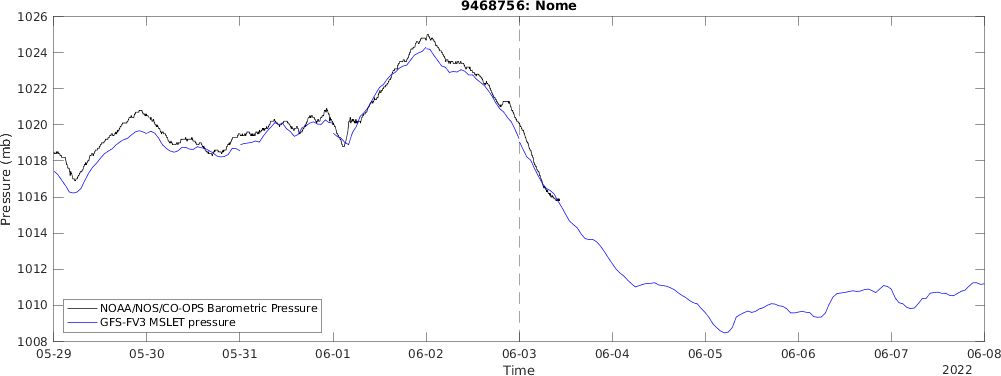 9468756: Nome
1026
1024
1022
1020
1018
1016
1014
1012
1010
1008
Pressure (mb)
NOAA/NOS/CO-OPS Barometric Pressure
GFS-FV3 MSLET pressure
05-29 05-30 05-31 06-01 06-02 06-03 06-04 06-05 06-06 06-07 06-08
Time
2022